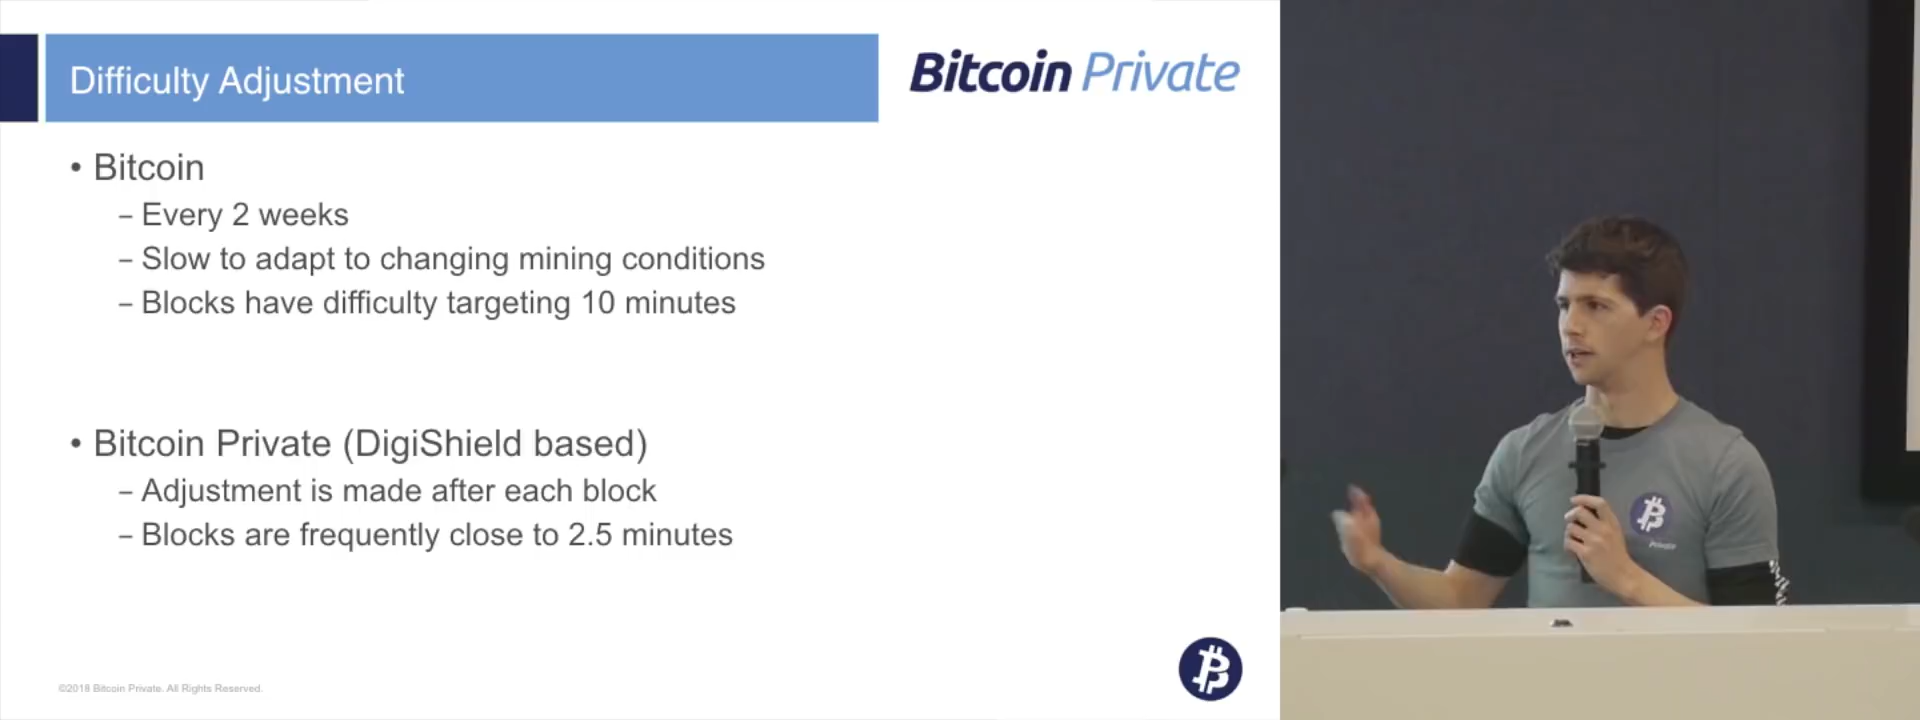 Difficulty Adjustment
Bitcoin Private
• Bitcoin
– Every 2 weeks
– Slow to adapt to changing mining conditions
– Blocks have difficulty targeting 10 minutes
• Bitcoin Private (DigiShield based)
– Adjustment is made after each block
– Blocks are frequently close to 2.5 minutes
©2018 Bitcoin Private. All Rights Reserved.
Private